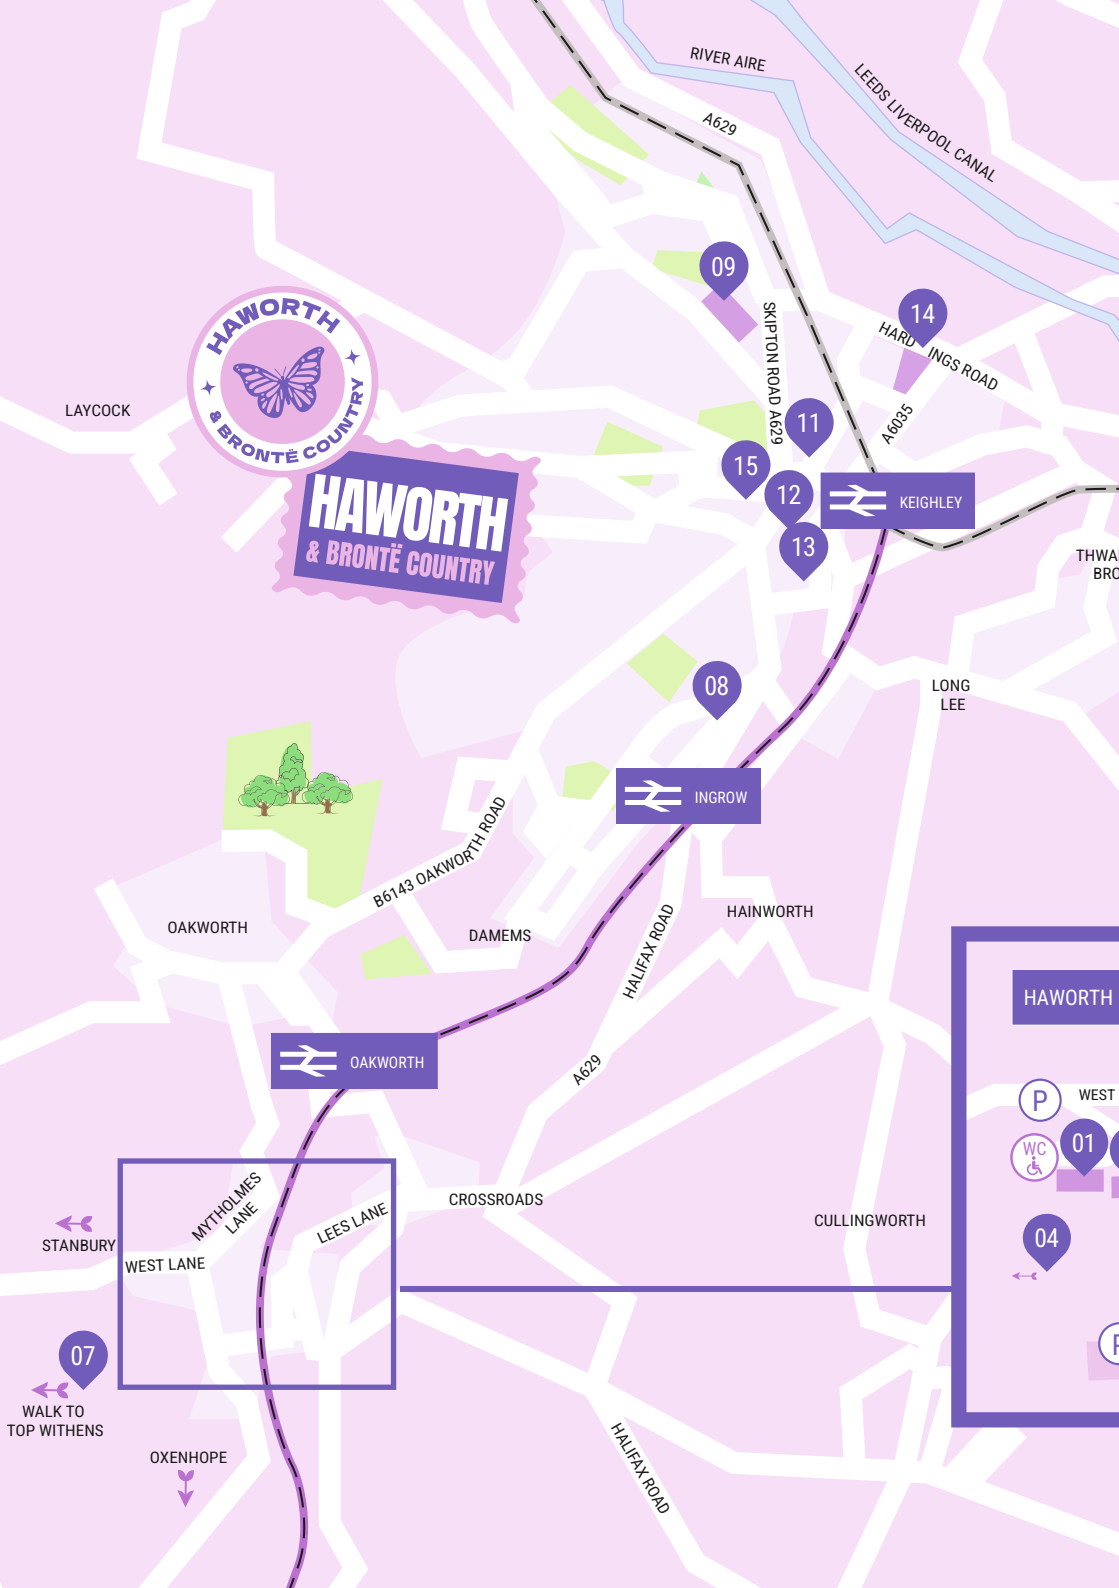 RIVER AIRE
LEEDS LIVERPOOL CANAL
A629
09
14
HARD INGS ROAD
SKIPTON ROAD A629
A6035
HAWORTH
& BRONTË COUNTRY
LAYCOCK
11
15
12
KEIGHLEY
13
HAWORTH
& BRONTË COUNTRY
LONG
LEE
08
INGROW
B6143 OAKWORTH ROAD
OAKWORTH
DAMEMS
HALIFAX ROAD
HAINWORTH
HAWORTH
OAKWORTH
A629
P
WEST
WC
01
MYTHOLMES
LANE
LEES LANE
CROSSROADS
CULLINGWORTH
STANBURY
WEST LANE
04
07
WALK TO
TOP WITHENS
OXENHOPE
HALIFAX ROAD